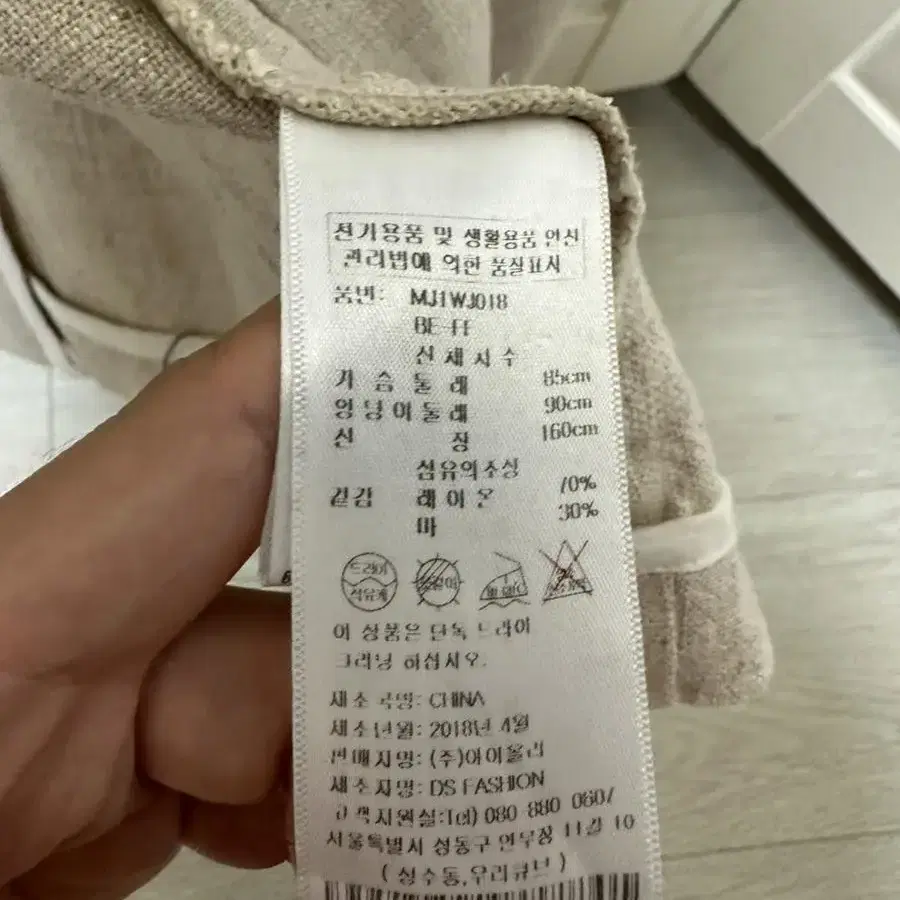 전기용품 및 생활용품 안전
관리법에 의한 품질표시
품번: MJ1WJ018
BE-FF
신체치수
가슴둘레 85cm
엉덩이둘레 90cm
신장 160cm
섬유의조성
겉감 레이온 70%
마 30%
드라이
석유계
이 상품은 단독 드라이
크리닝 하십시오.
제조국명: CHINA
제조년월: 2018년 4월
판매자명: (주)아이올리
제조자명: DS FASHION
고객지원실:Tel) 080 880 0607
서울특별시 성동구 연무장 11길 10
( 성수동,우리큐브 )